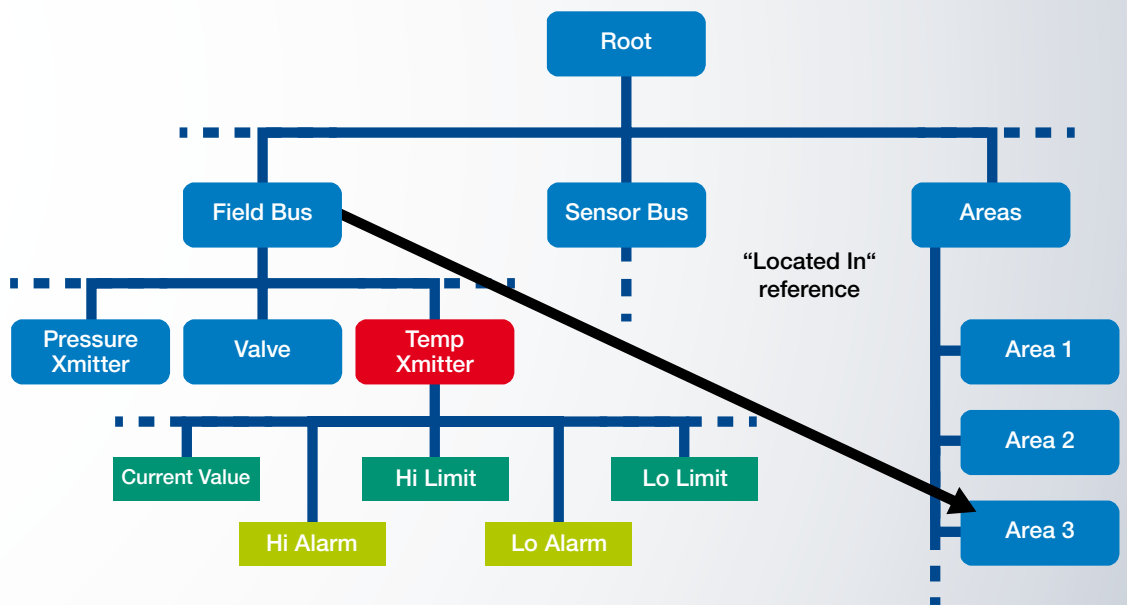 Root
Field Bus
Sensor Bus
Areas
“Located In“
reference
Pressure
Xmitter
Valve
Temp
Xmitter
Area 1
Area 2
Current Value
Hi Limit
Lo Limit
Hi Alarm
Lo Alarm
Area 3